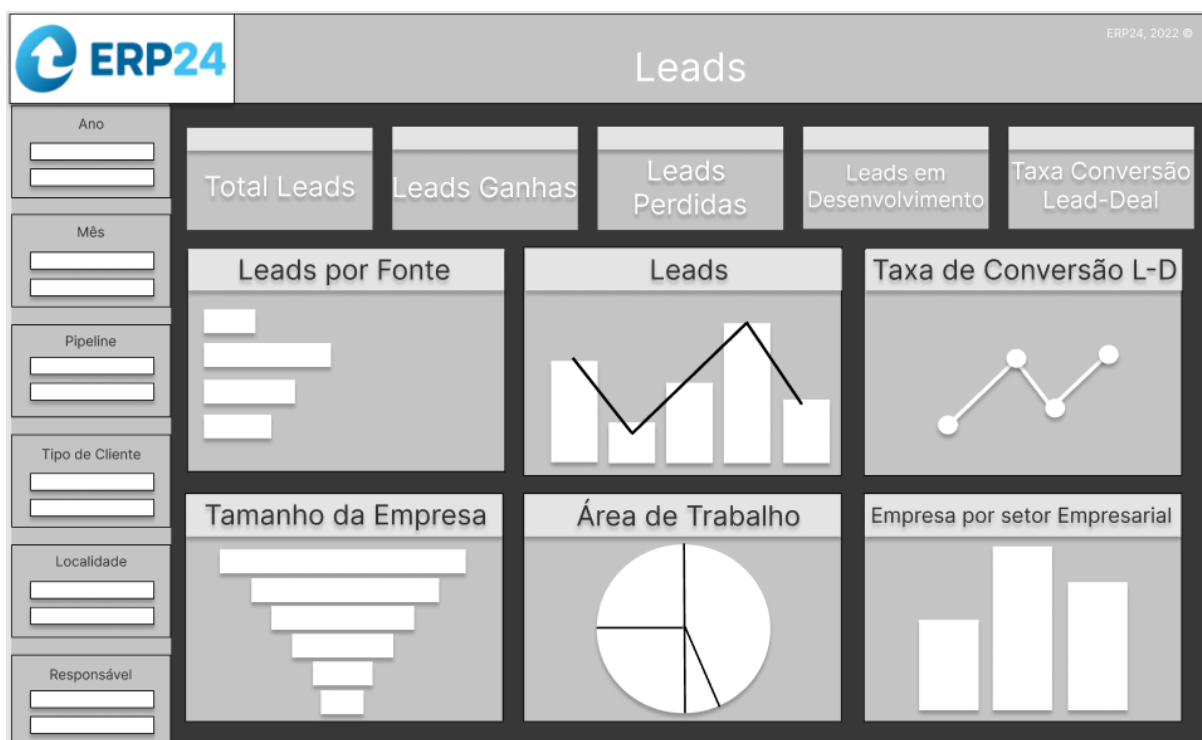 ERP24
Leads
ERP24, 2022 ©
Ano
Mês
Pipeline
Tipo de Cliente
Localidade
Responsável
Total Leads
Leads Ganhas
Leads
Perdidas
Leads em
Desenvolvimento
Taxa Conversão
Lead-Deal
Leads por Fonte
Leads
Taxa de Conversão L-D
Tamanho da Empresa
Área de Trabalho
Empresa por setor Empresarial